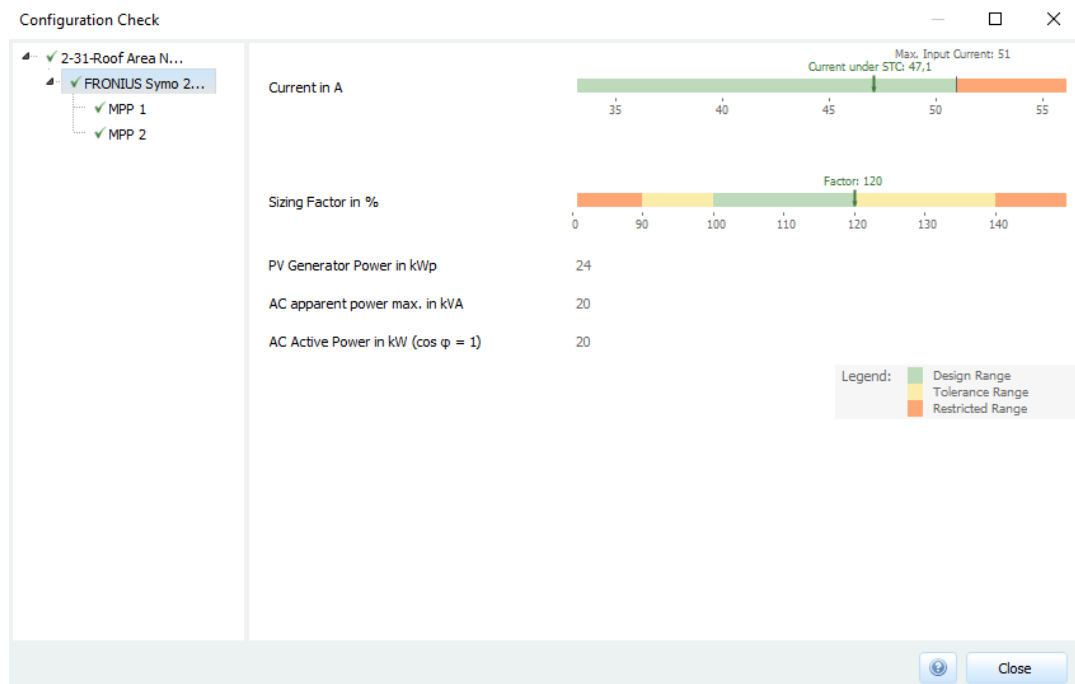 Configuration Check
2-31-Roof Area N...
FRONIUS Symo 2...
MPP 1
MPP 2
Max. Input Current: 51
Current under STC: 47,1
Current in A
35 40 45 50 55
Factor: 120
Sizing Factor in %
0 90 100 110 120 130 140
PV Generator Power in kWp 24
AC apparent power max. in kVA 20
AC Active Power in kW (cos φ = 1) 20
Legend: Design Range
Tolerance Range
Restricted Range
? Close